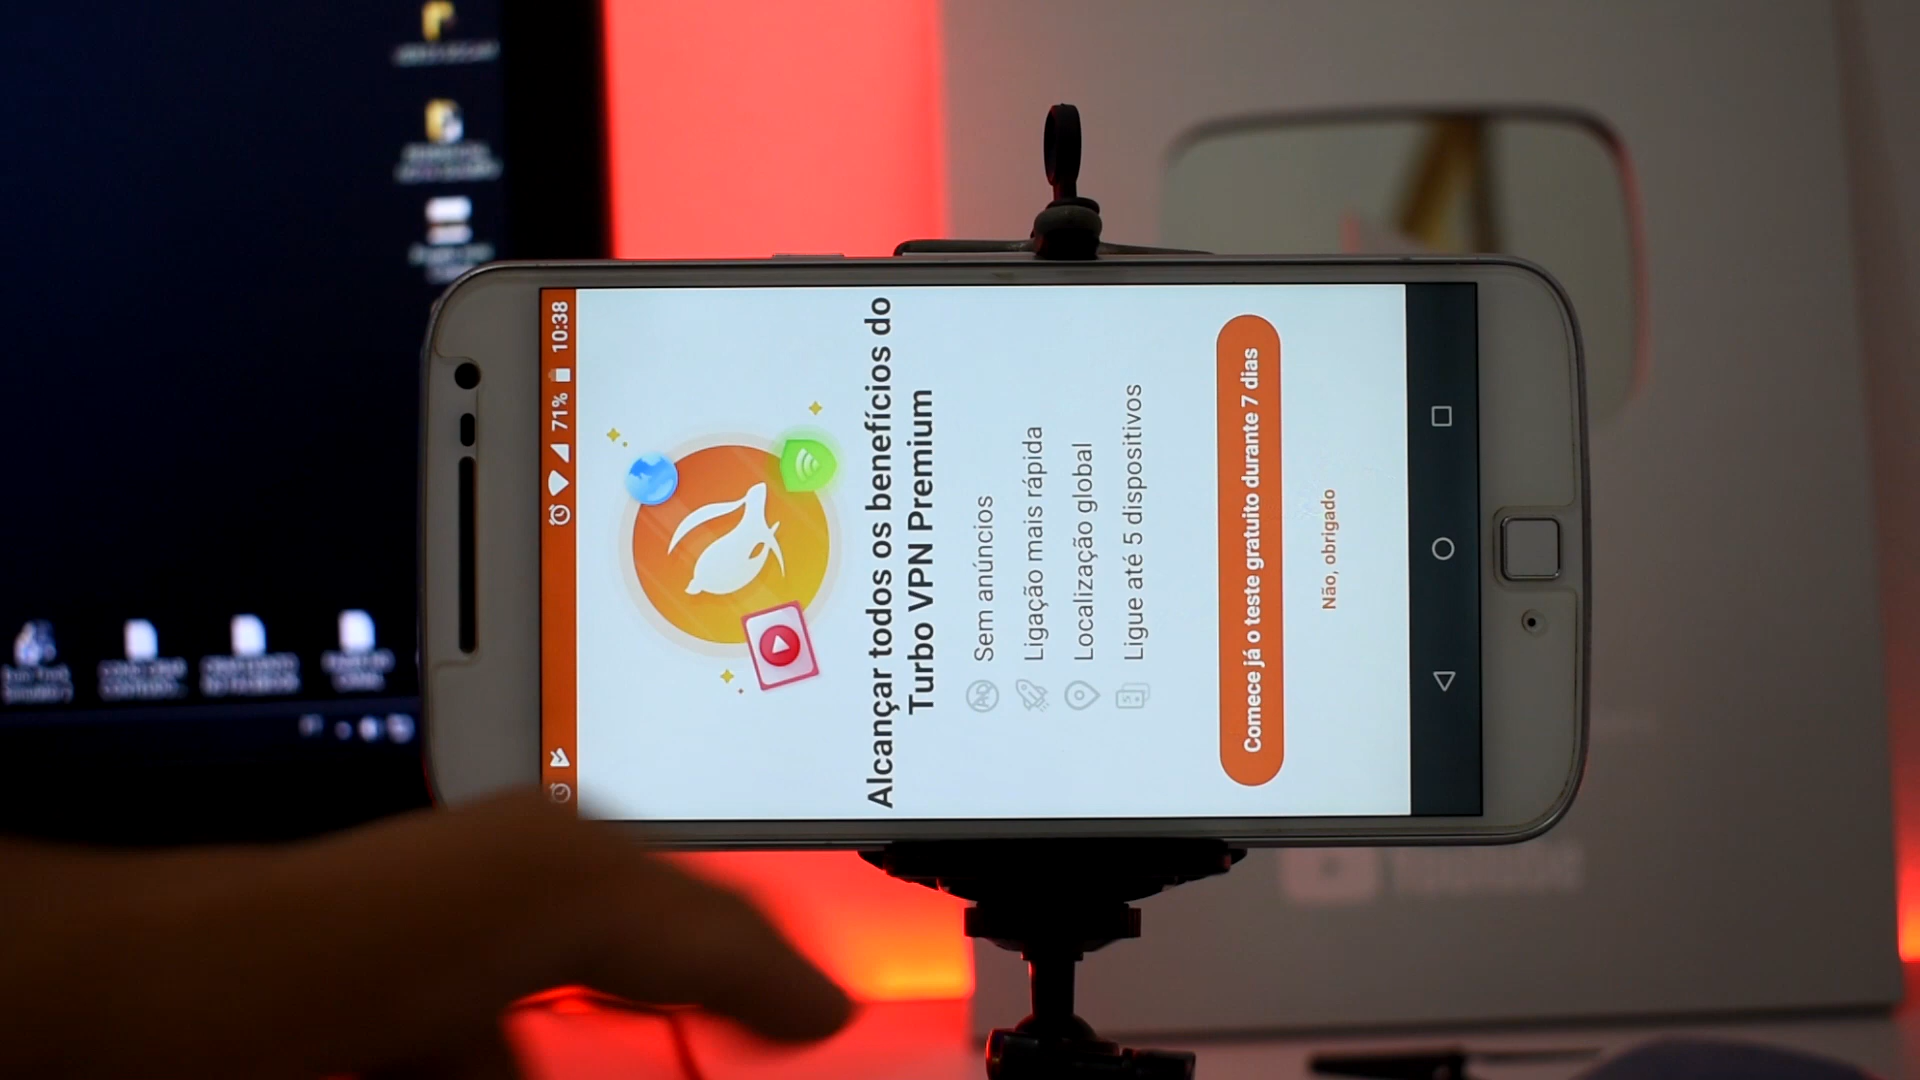 71% 10:38
Alcançar todos os benefícios do
Turbo VPN Premium
Sem anúncios
Ligação mais rápida
Localização global
Ligue até 5 dispositivos
Comece já o teste gratuito durante 7 dias
Não, obrigado